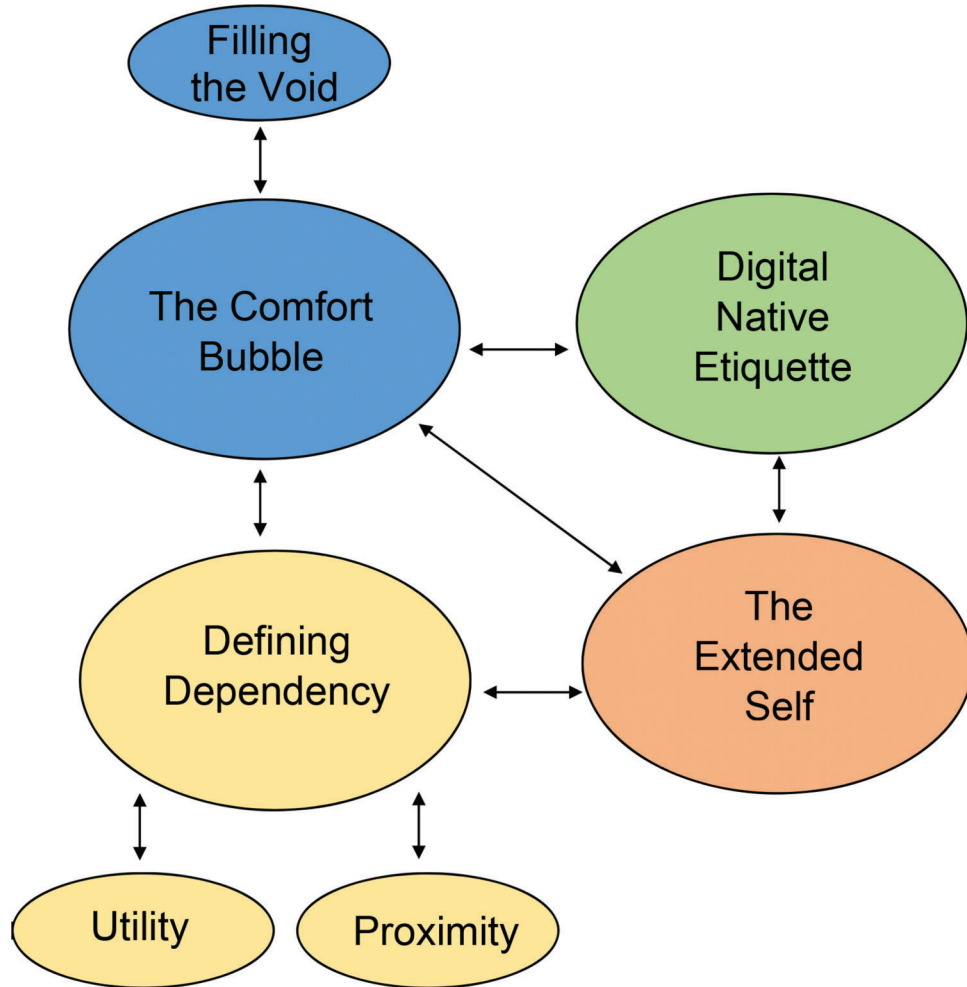 Filling
the Void
The Comfort
Bubble
Digital
Native
Etiquette
Defining
Dependency
The
Extended
Self
Utility
Proximity